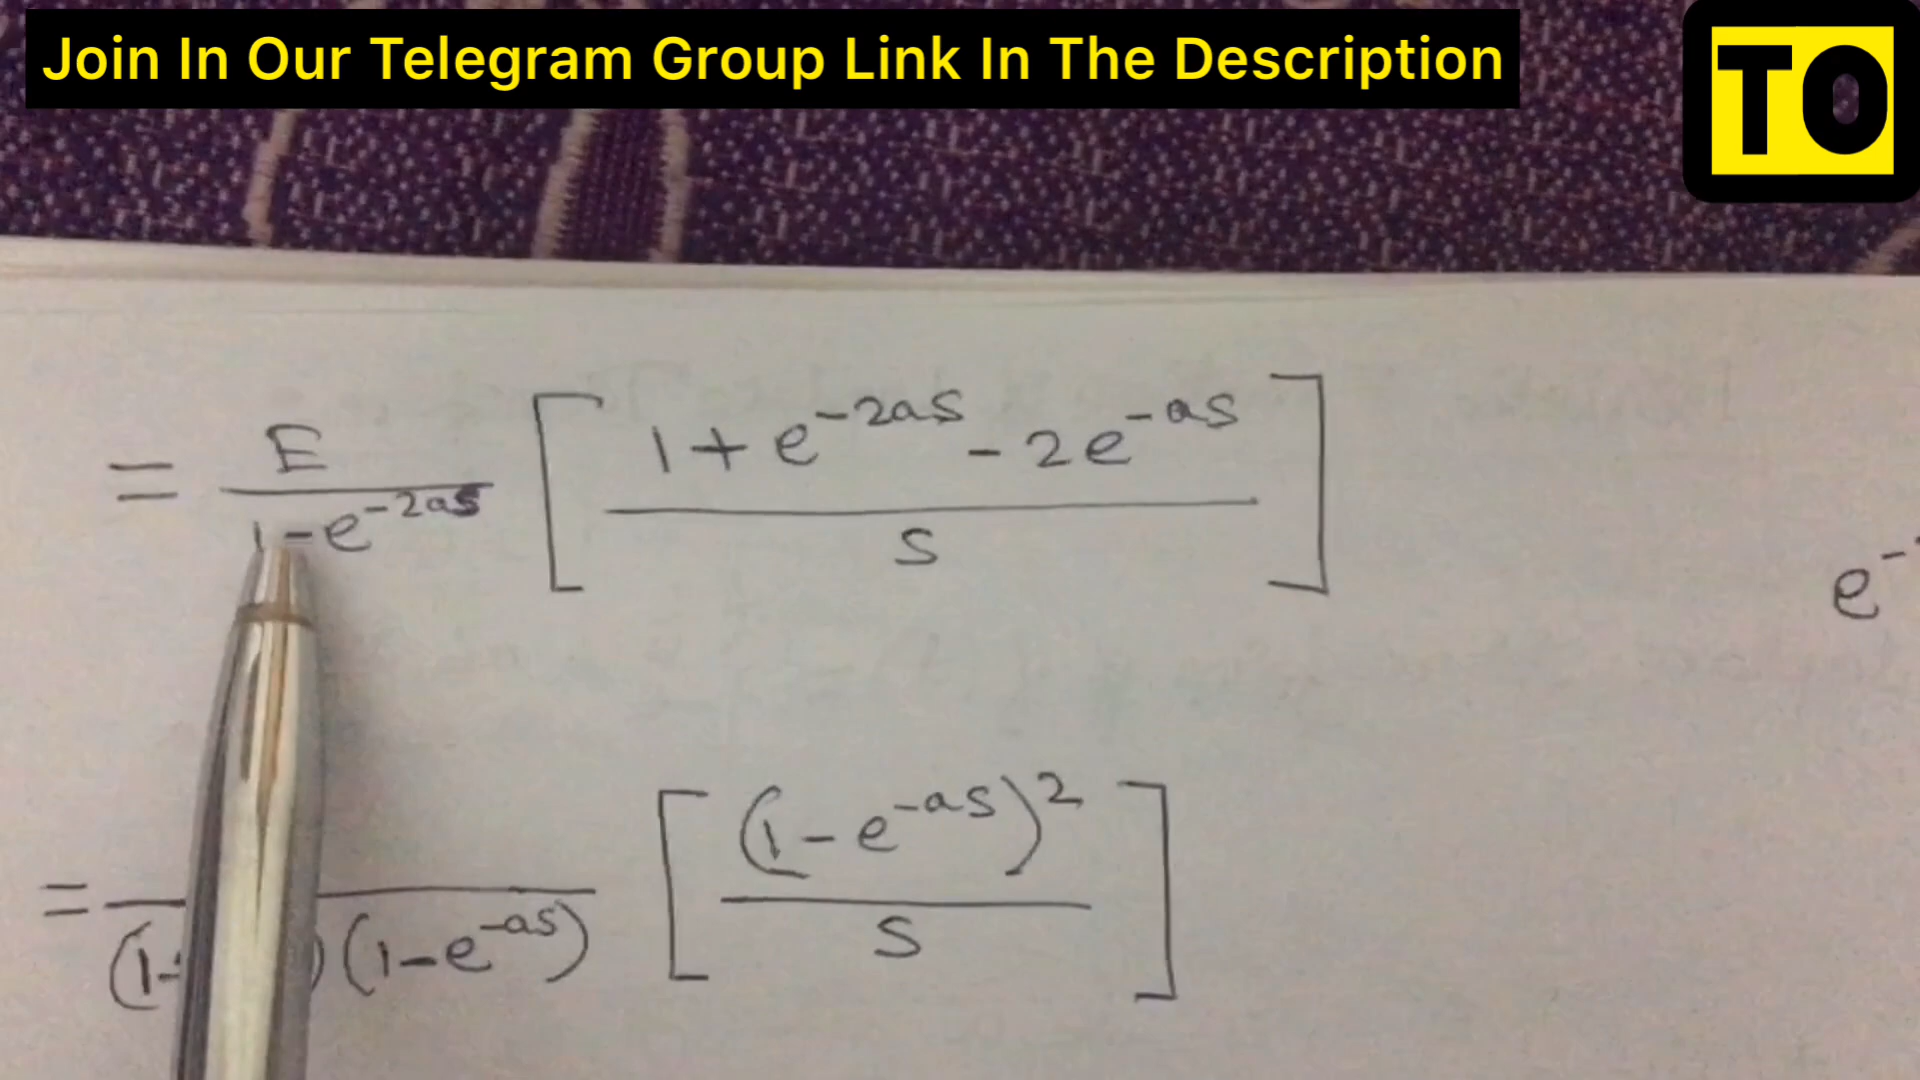 Join In Our Telegram Group Link In The Description
TO
= E / 1-e^-2as [ 1+e^-2as - 2e^-as / s ]
e^-
= (1- ) (1-e^-as) [ (1-e^-as)^2 / s ]